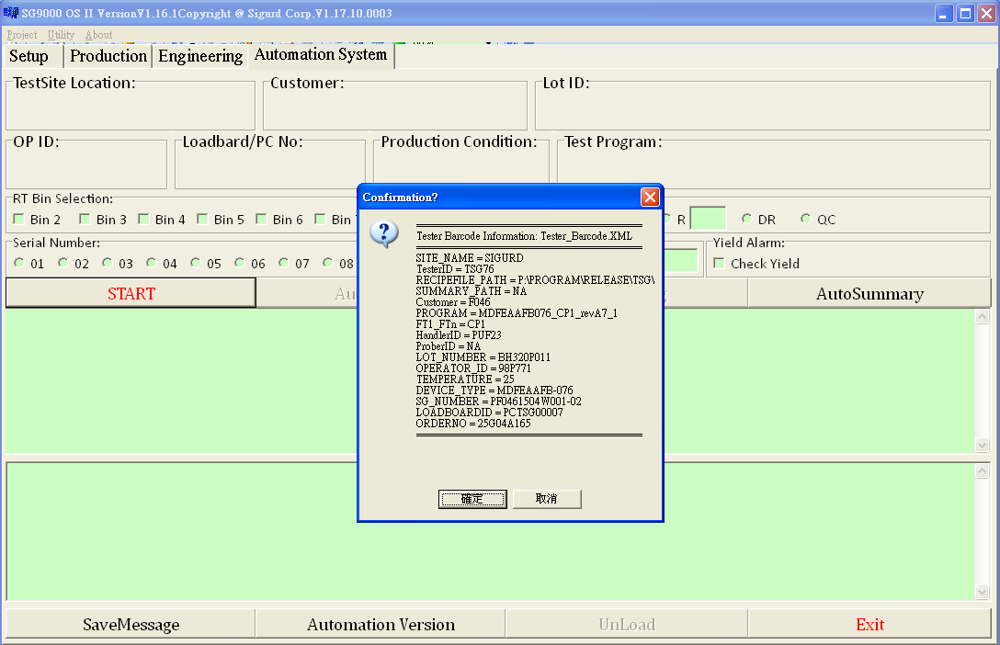 SG9000 OS II VersionV1.16.1Copyright @ Sigurd Corp.V1.17.10.0003
Project Utility About
Setup Production Engineering Automation System
TestSite Location: Customer: Lot ID:
OP ID: Loadbard/PC No: Production Condition: Test Program:
Confirmation?
RT Bin Selection:
Bin 2 Bin 3 Bin 4 Bin 5 Bin 6 Bin R DR QC
Serial Number: Yield Alarm:
01 02 03 04 05 06 07 08 Check Yield
START Au AutoSummary
Tester Barcode Information: Tester_Barcode.XML
SITE_NAME = SIGURD
TesterID = TSG76
RECIPEFILE_PATH = P:\PROGRAM\RELEASE\TSG\
SUMMARY_PATH = NA
Customer = F046
PROGRAM = MDFEAAFB076_CP1_revA7_1
FT1_FTn = CP1
HandlerID = PUF23
ProberID = NA
LOT_NUMBER = BH320P011
OPERATOR_ID = 98P771
TEMPERATURE = 25
DEVICE_TYPE = MDFEAAFB-076
SG_NUMBER = PF0461504W001-02
LOADBOARDID = PCTSG00007
ORDERNO = 25G04A165
確定 取消
SaveMessage Automation Version UnLoad Exit